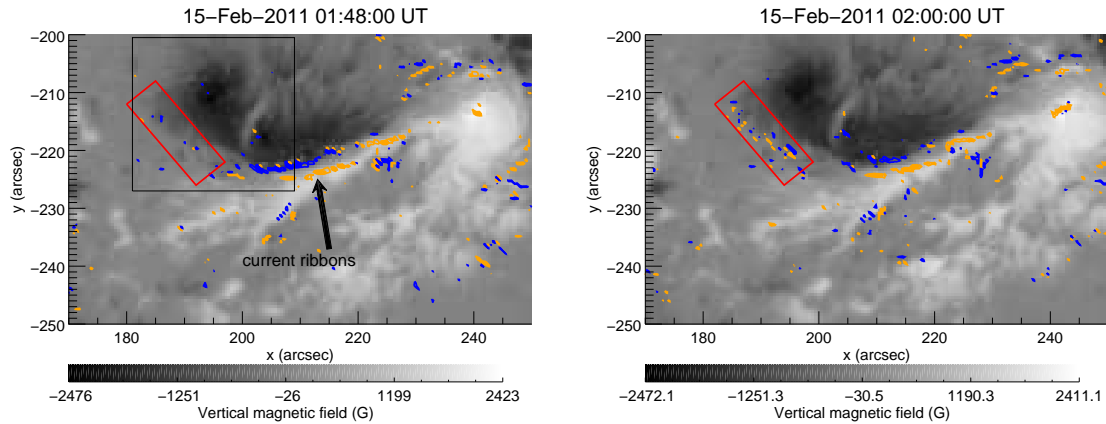 15-Feb-2011 01:48:00 UT
-200
-210
-220
-230
-240
-250
y (arcsec)
current ribbons
180 200 220 240
x (arcsec)
-2476 -1251 -26 1199 2423
Vertical magnetic field (G)
15-Feb-2011 02:00:00 UT
-200
-210
-220
-230
-240
-250
y (arcsec)
180 200 220 240
x (arcsec)
-2472.1 -1251.3 -30.5 1190.3 2411.1
Vertical magnetic field (G)